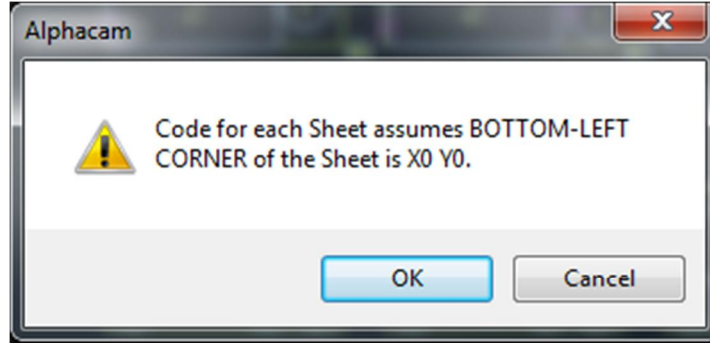 Alphacam
Code for each Sheet assumes BOTTOM-LEFT
CORNER of the Sheet is X0 Y0.
OK
Cancel